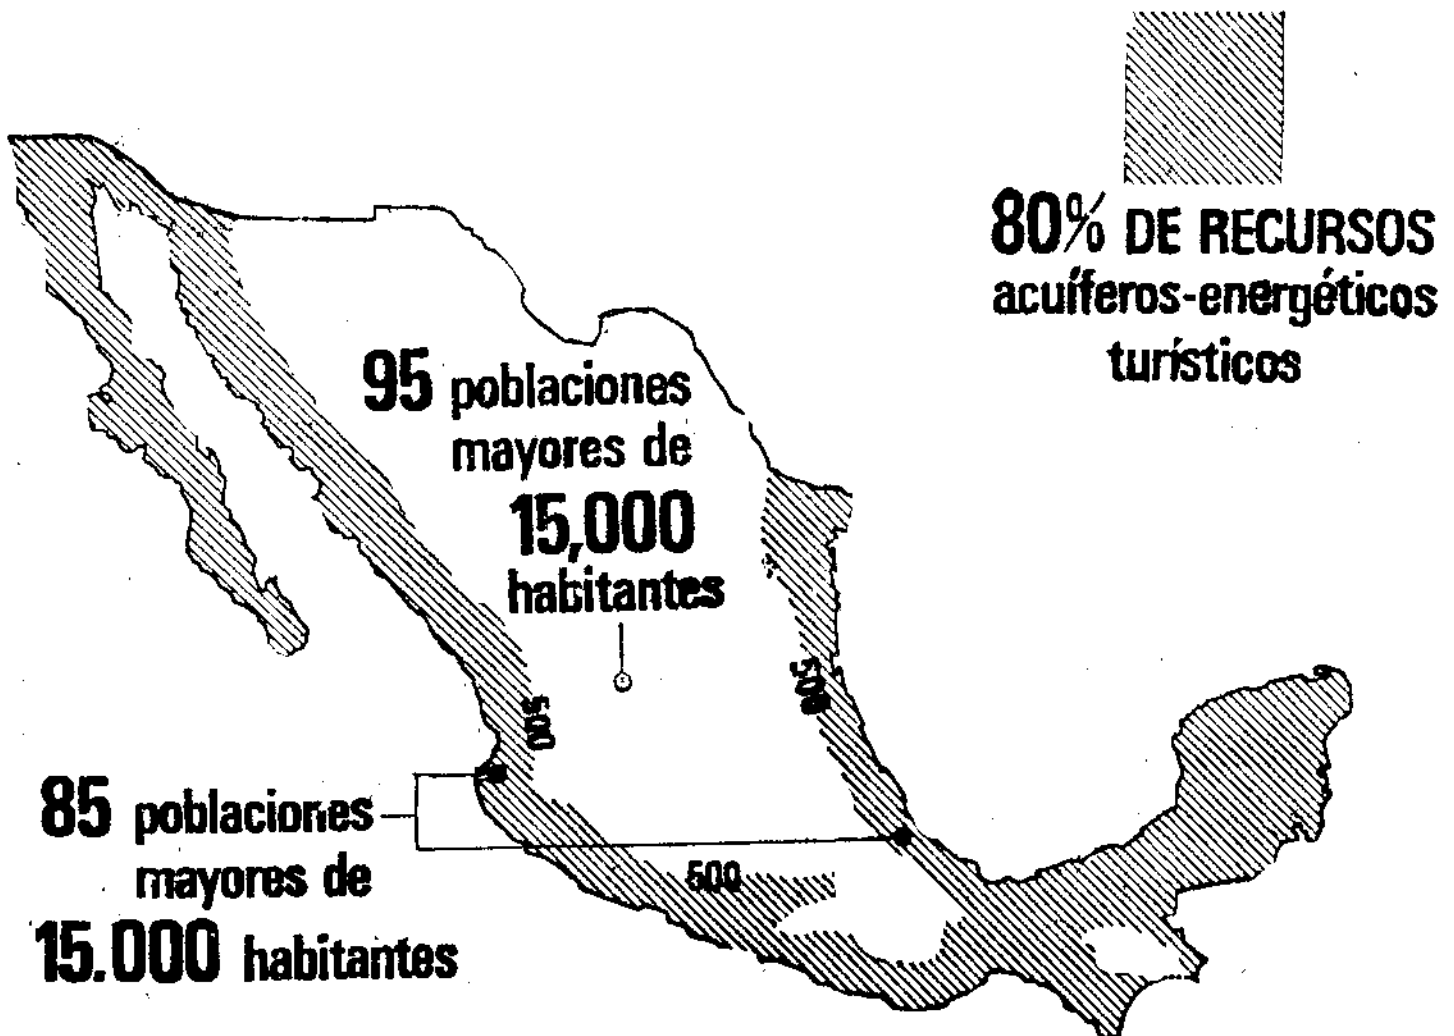 80% DE RECURSOS
acuíferos-energéticos
turísticos
95 poblaciones
mayores de
15,000
habitantes
500
500
85 poblaciones
mayores de
15.000 habitantes
500